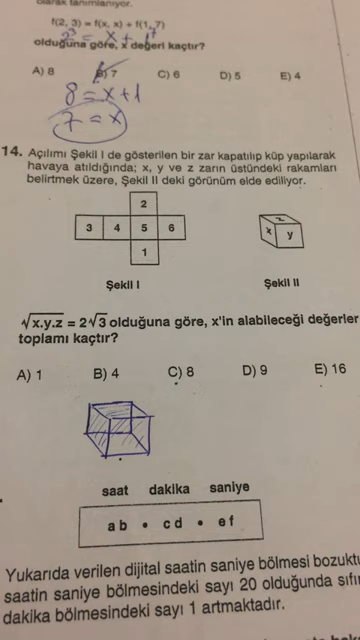 olarak tanımlanıyor.
f(2, 3) = f(x, x) + f(1, 7)
olduğuna göre, x değeri kaçtır?
A) 8 B) 7 C) 6 D) 5 E) 4
8 = x + 1
7 = x
14. Açılımı Şekil I de gösterilen bir zar kapatılıp küp yapılarak
havaya atıldığında; x, y ve z zarın üstündeki rakamları
belirtmek üzere, Şekil II deki görünüm elde ediliyor.
2
3 4 5 6
1
z
x y
Şekil I Şekil II
√x.y.z = 2√3 olduğuna göre, x'in alabileceği değerler
toplamı kaçtır?
A) 1 B) 4 C) 8 D) 9 E) 16
saat dakika saniye
a b • c d • e f
Yukarıda verilen dijital saatin saniye bölmesi bozuktu
saatin saniye bölmesindeki sayı 20 olduğunda sıfır
dakika bölmesindeki sayı 1 artmaktadır.